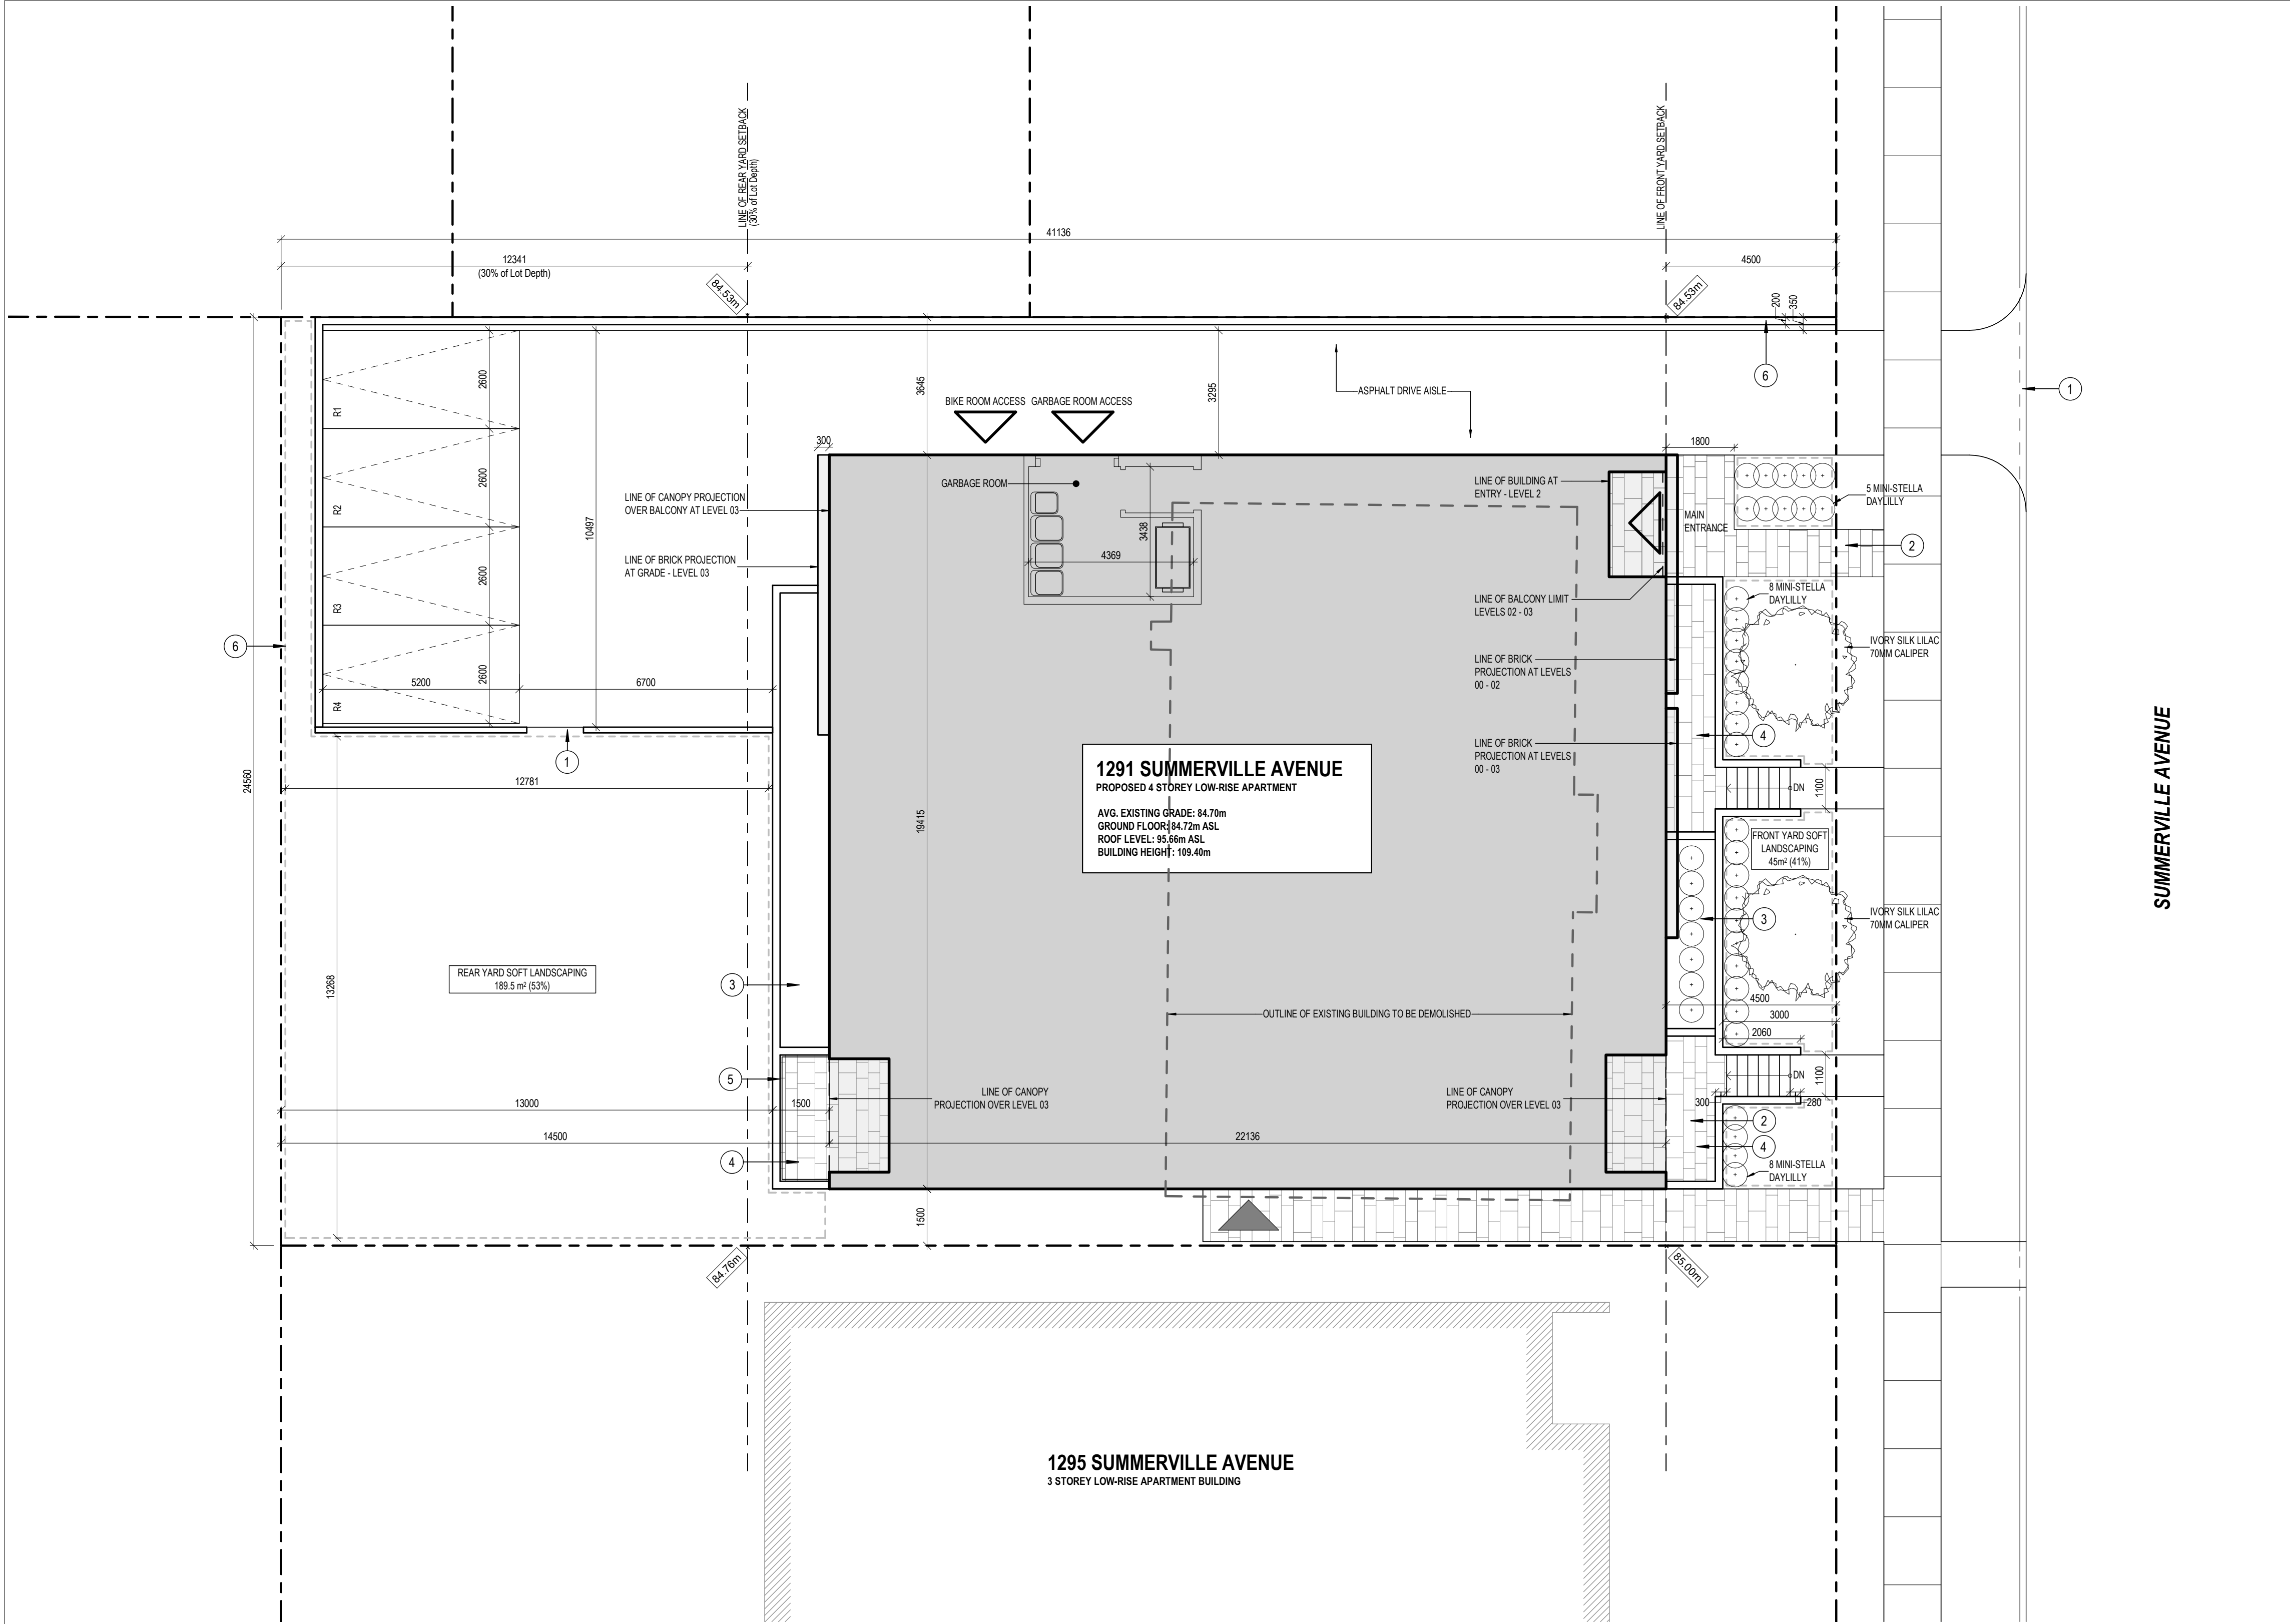 LINE OF REAR YARD SETBACK
(30% of Lot Depth)
LINE OF FRONT YARD SETBACK
41136
12341
(30% of Lot Depth)
4500
84.53m
84.53m
200
350
6
1
3645
3295
ASPHALT DRIVE AISLE
BIKE ROOM ACCESS
GARBAGE ROOM ACCESS
2600
R1
300
1800
GARBAGE ROOM
LINE OF CANOPY PROJECTION
OVER BALCONY AT LEVEL 03
LINE OF BUILDING AT
ENTRY - LEVEL 2
5 MINI-STELLA
DAYLILLY
MAIN
ENTRANCE
2600
R2
10497
3438
4369
2
LINE OF BRICK PROJECTION
AT GRADE - LEVEL 03
2600
R3
LINE OF BALCONY LIMIT
LEVELS 02 - 03
8 MINI-STELLA
DAYLILLY
6
IVORY SILK LILAC
70MM CALIPER
LINE OF BRICK
PROJECTION AT LEVELS
00 - 02
5200
2600
6700
R4
4
LINE OF BRICK
PROJECTION AT LEVELS
00 - 03
1
1291 SUMMERVILLE AVENUE
PROPOSED 4 STOREY LOW-RISE APARTMENT
AVG. EXISTING GRADE: 84.70m
GROUND FLOOR: 84.72m ASL
ROOF LEVEL: 95.66m ASL
BUILDING HEIGHT: 109.40m
24560
12781
19415
DN
1100
SUMMERVILLE AVENUE
FRONT YARD SOFT
LANDSCAPING
45m² (41%)
3
IVORY SILK LILAC
70MM CALIPER
REAR YARD SOFT LANDSCAPING
189.5 m² (53%)
13268
3
4500
OUTLINE OF EXISTING BUILDING TO BE DEMOLISHED
3000
2060
5
DN
1100
LINE OF CANOPY
PROJECTION OVER LEVEL 03
LINE OF CANOPY
PROJECTION OVER LEVEL 03
13000
1500
300
280
2
14500
22136
4
4
8 MINI-STELLA
DAYLILLY
1500
84.76m
85.00m
1295 SUMMERVILLE AVENUE
3 STOREY LOW-RISE APARTMENT BUILDING